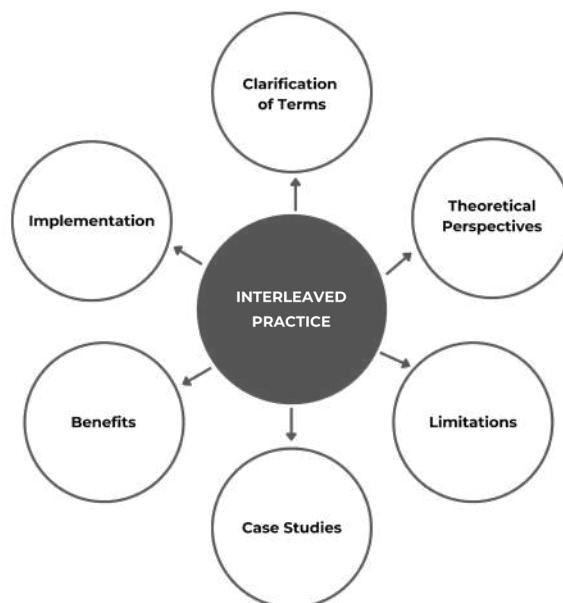 Clarification
of Terms
Implementation
Theoretical
Perspectives
INTERLEAVED
PRACTICE
Benefits
Limitations
Case Studies